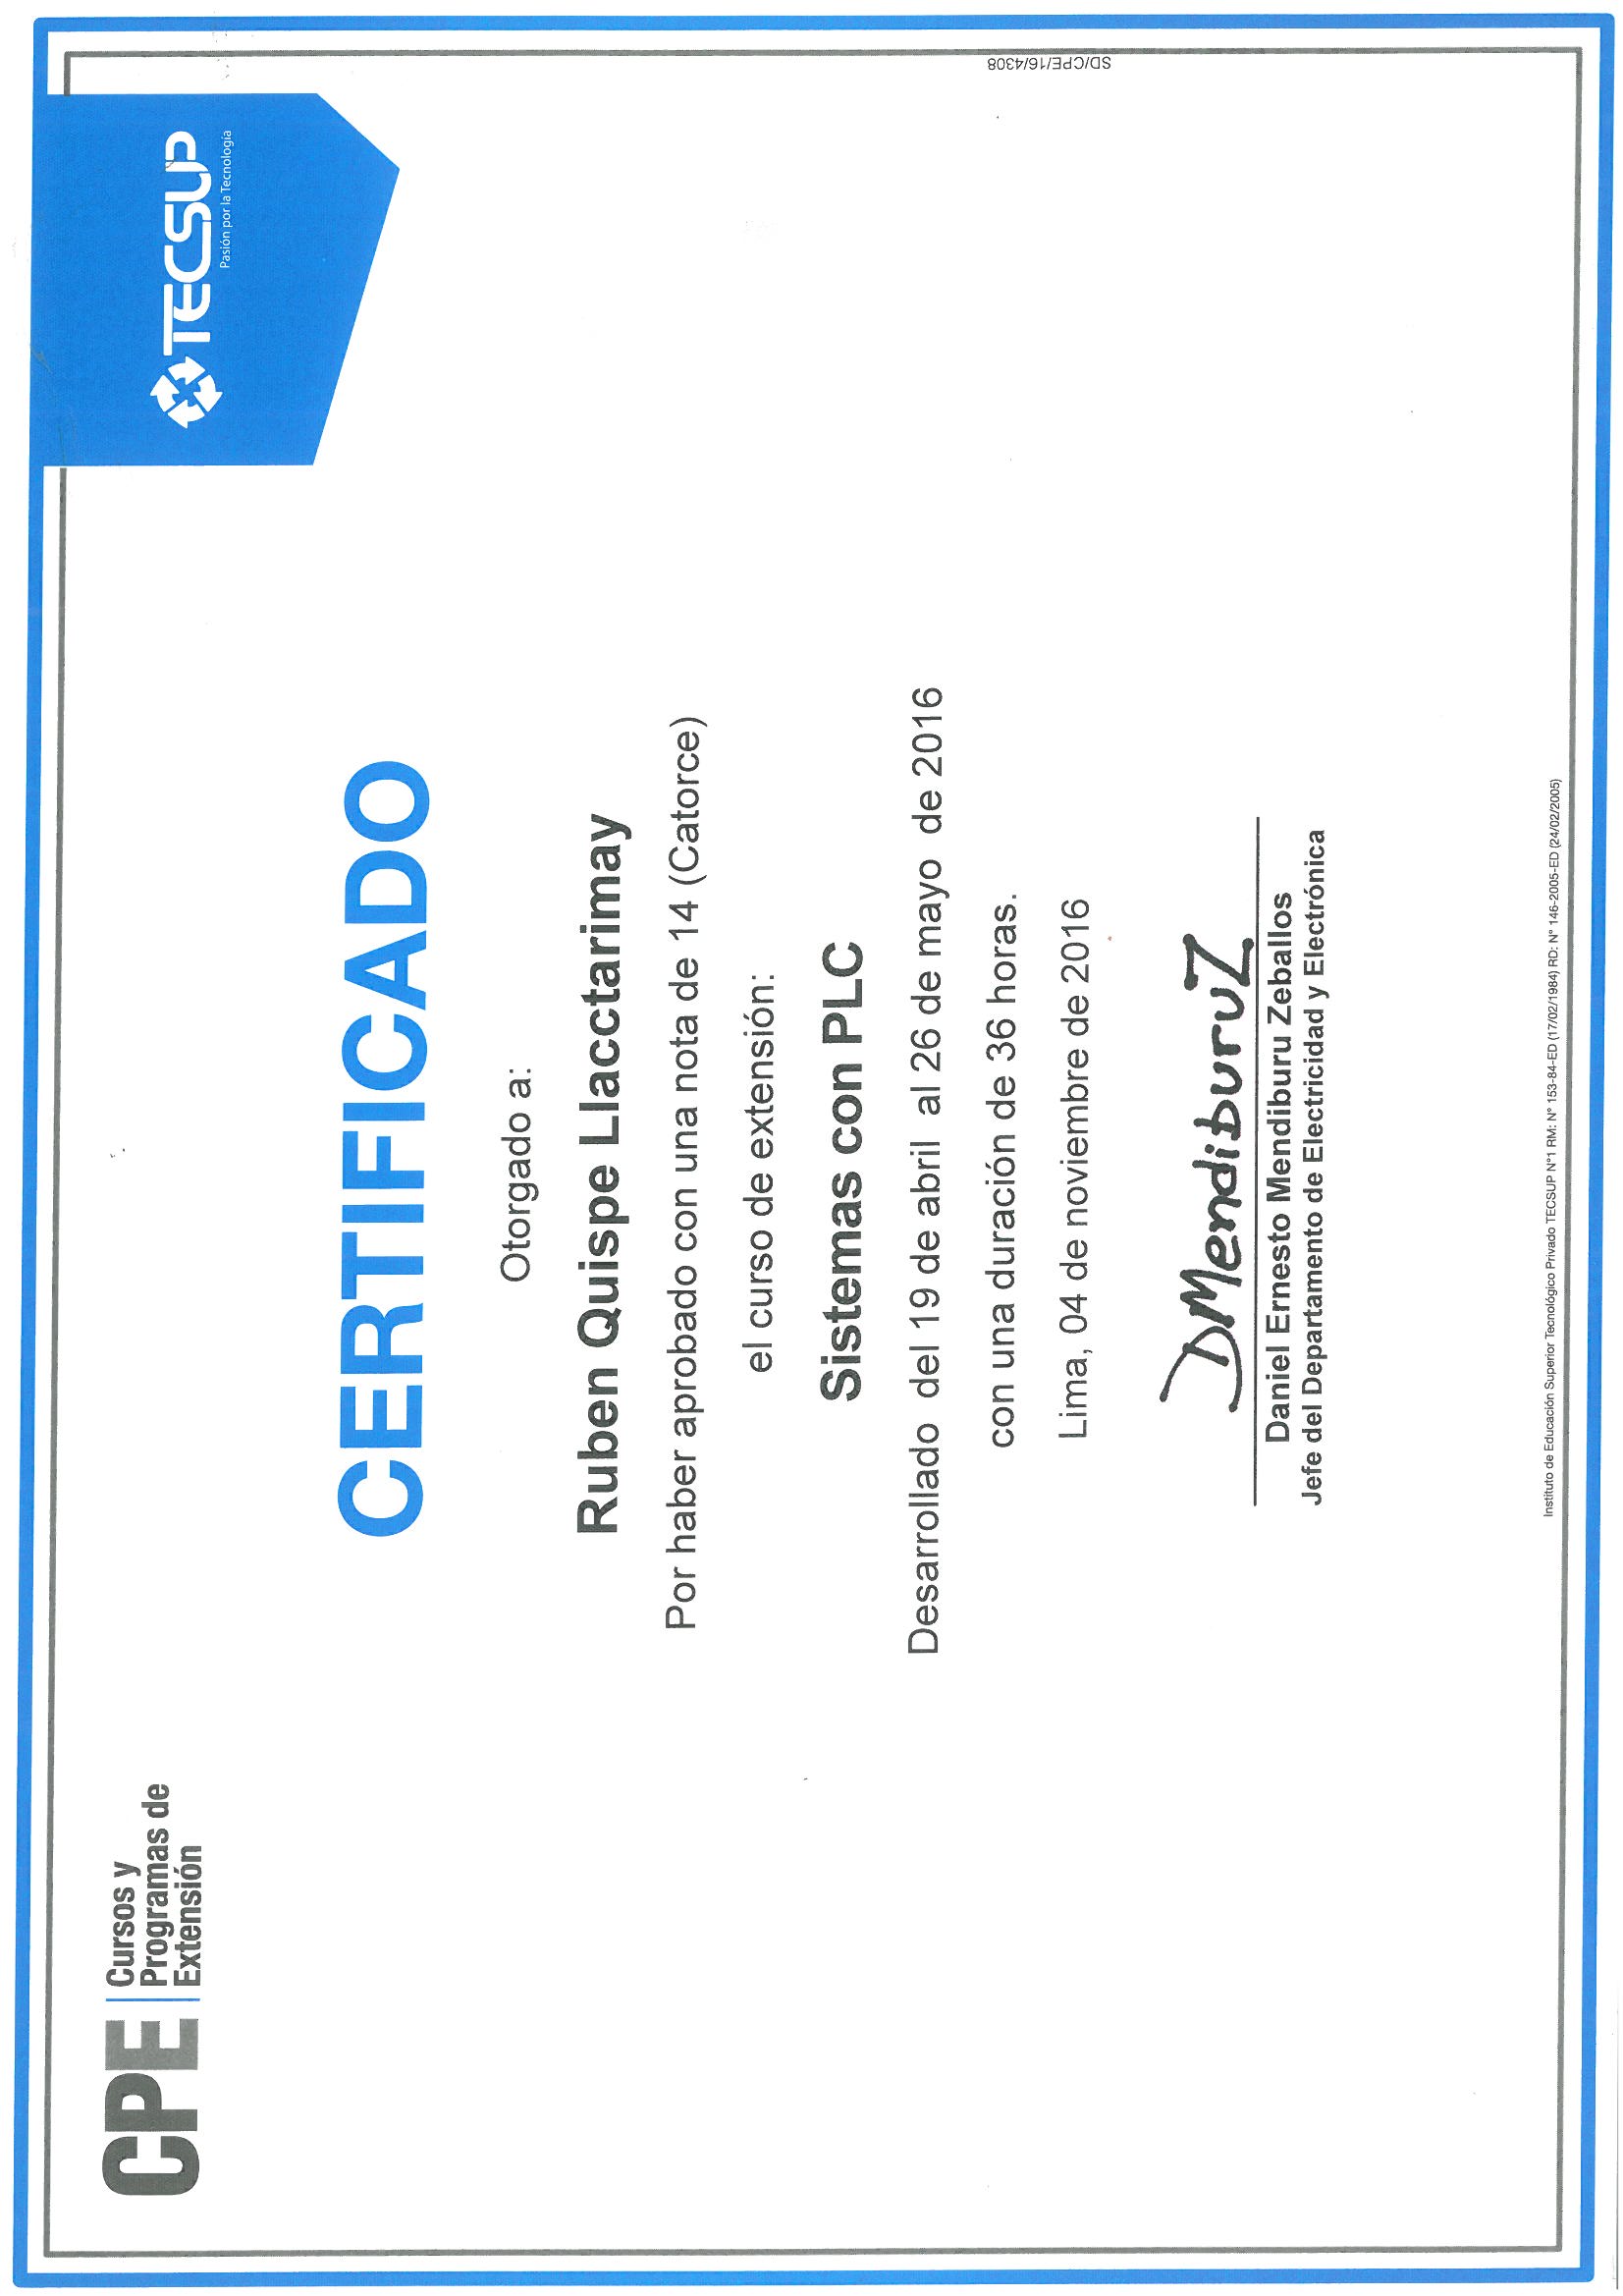 CPE
Cursos y
Programas de
Extensión
TECSUP
Pasión por la Tecnología
CERTIFICADO
Otorgado a:
Ruben Quispe Llacctarimay
Por haber aprobado con una nota de 14 (Catorce)
el curso de extensión:
Sistemas con PLC
Desarrollado del 19 de abril al 26 de mayo de 2016
con una duración de 36 horas.
Lima, 04 de noviembre de 2016
DMendiburuZ
Daniel Ernesto Mendiburu Zeballos
Jefe del Departamento de Electricidad y Electrónica
SD/CPE/16/4308
Instituto de Educación Superior Tecnológico Privado TECSUP N°1 RM: N° 153-84-ED (17/02/1984) RD: N° 146-2005-ED (24/02/2005)